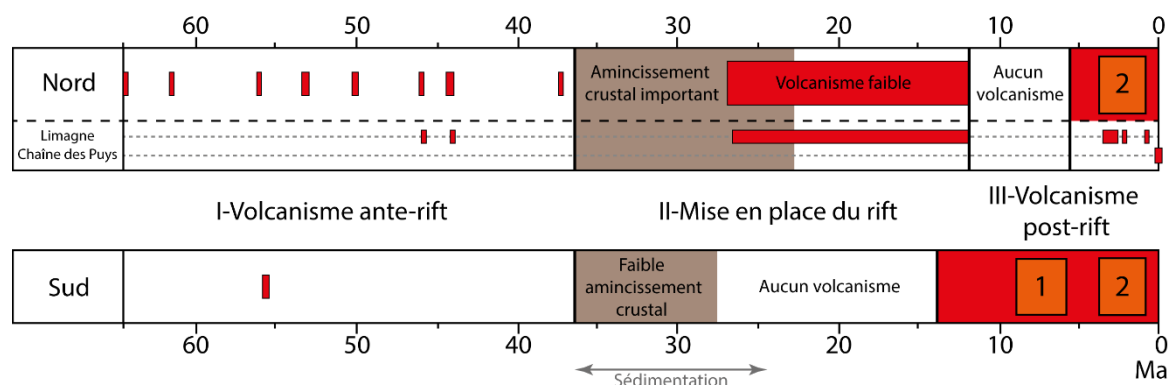 60 50 40 30 20 10 0
Nord
Amincissement
crustal important
Volcanisme faible
Aucun
volcanisme
2
Limagne
Chaîne des Puys
I-Volcanisme ante-rift
II-Mise en place du rift
III-Volcanisme
post-rift
Sud
Faible
amincissement
crustal
Aucun volcanisme
1
2
60 50 40 30 20 10 0
Ma
Sédimentation